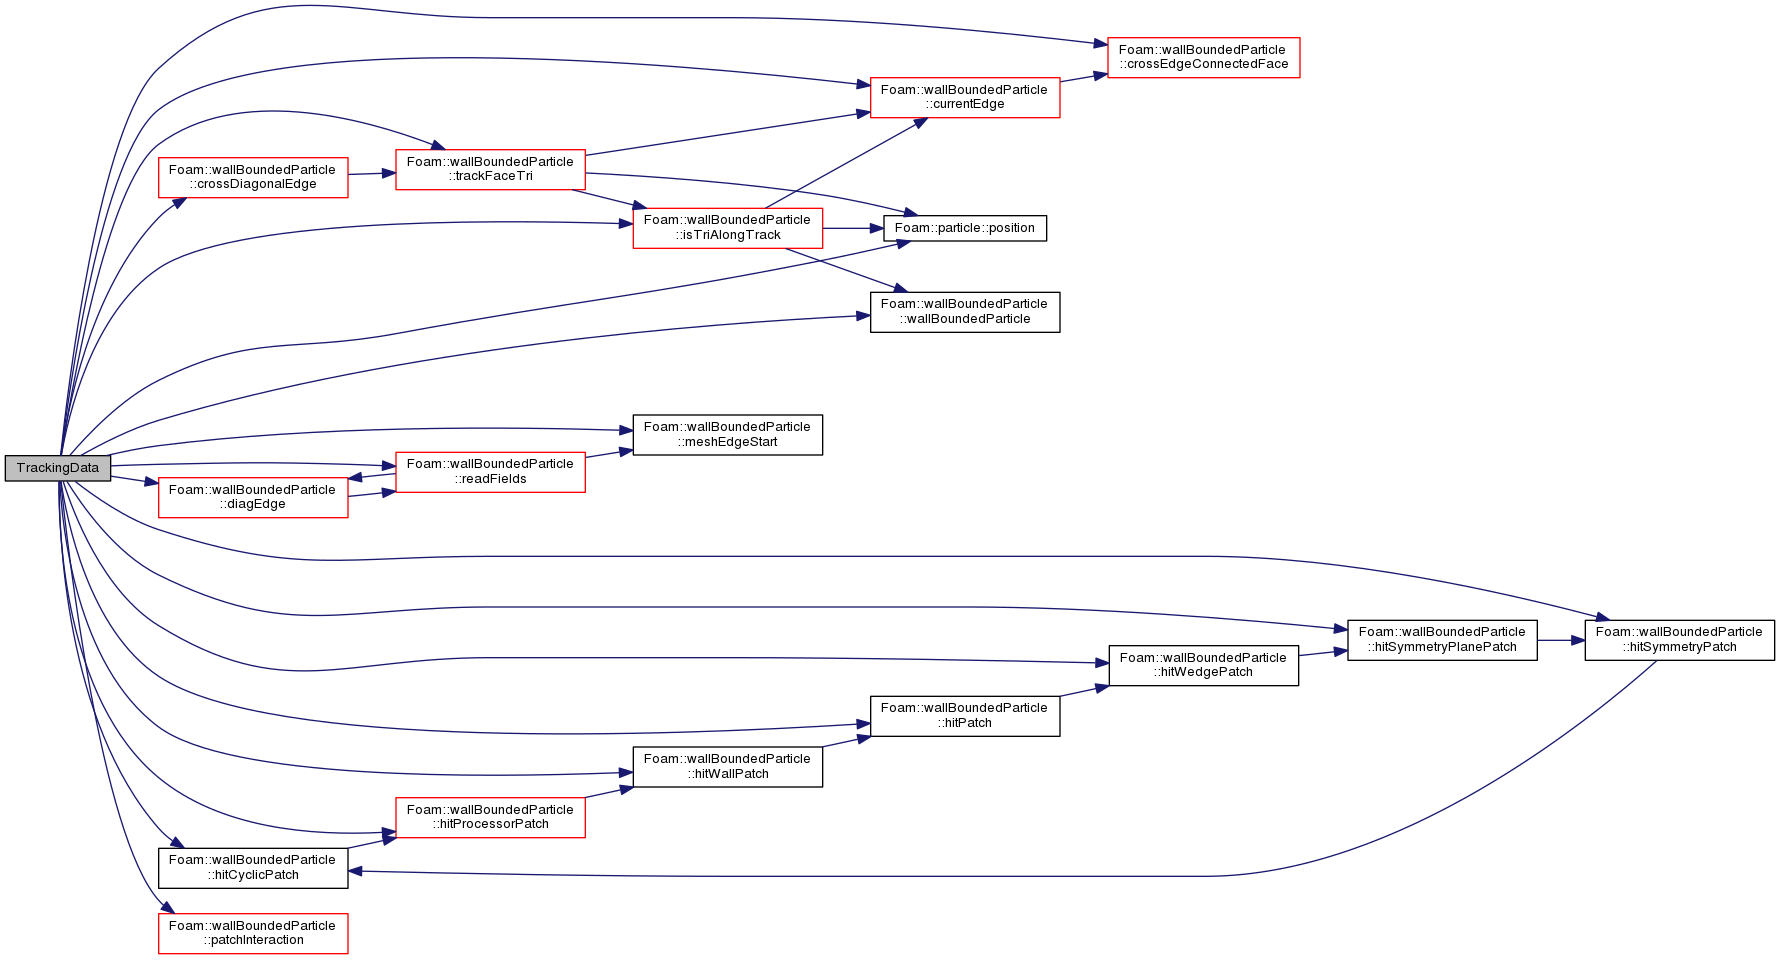 Foam::wallBoundedParticle
::crossEdgeConnectedFace
Foam::wallBoundedParticle
::currentEdge
Foam::wallBoundedParticle
::trackFaceTri
Foam::wallBoundedParticle
::crossDiagonalEdge
Foam::wallBoundedParticle
::isTriAlongTrack
Foam::particle::position
Foam::wallBoundedParticle
::wallBoundedParticle
Foam::wallBoundedParticle
::meshEdgeStart
TrackingData
Foam::wallBoundedParticle
::readFields
Foam::wallBoundedParticle
::diagEdge
Foam::wallBoundedParticle
::hitSymmetryPlanePatch
Foam::wallBoundedParticle
::hitSymmetryPatch
Foam::wallBoundedParticle
::hitWedgePatch
Foam::wallBoundedParticle
::hitPatch
Foam::wallBoundedParticle
::hitWallPatch
Foam::wallBoundedParticle
::hitProcessorPatch
Foam::wallBoundedParticle
::hitCyclicPatch
Foam::wallBoundedParticle
::patchInteraction